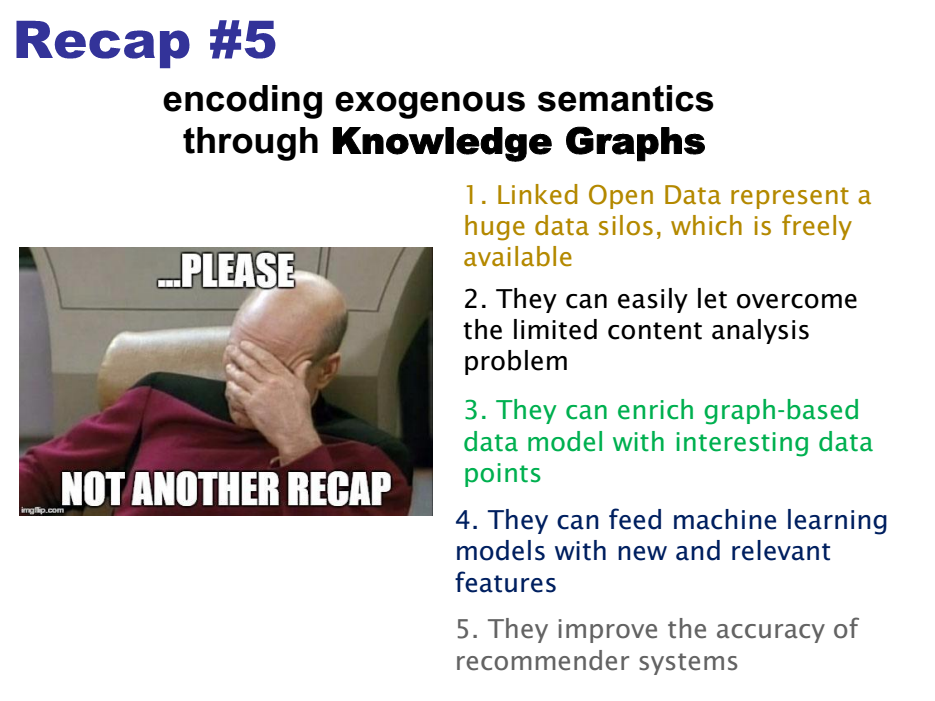 Recap #5
encoding exogenous semantics
through Knowledge Graphs
1. Linked Open Data represent a
huge data silos, which is freely
available
...PLEASE
NOT ANOTHER RECAP
imgflip.com
2. They can easily let overcome
the limited content analysis
problem
3. They can enrich graph-based
data model with interesting data
points
4. They can feed machine learning
models with new and relevant
features
5. They improve the accuracy of
recommender systems